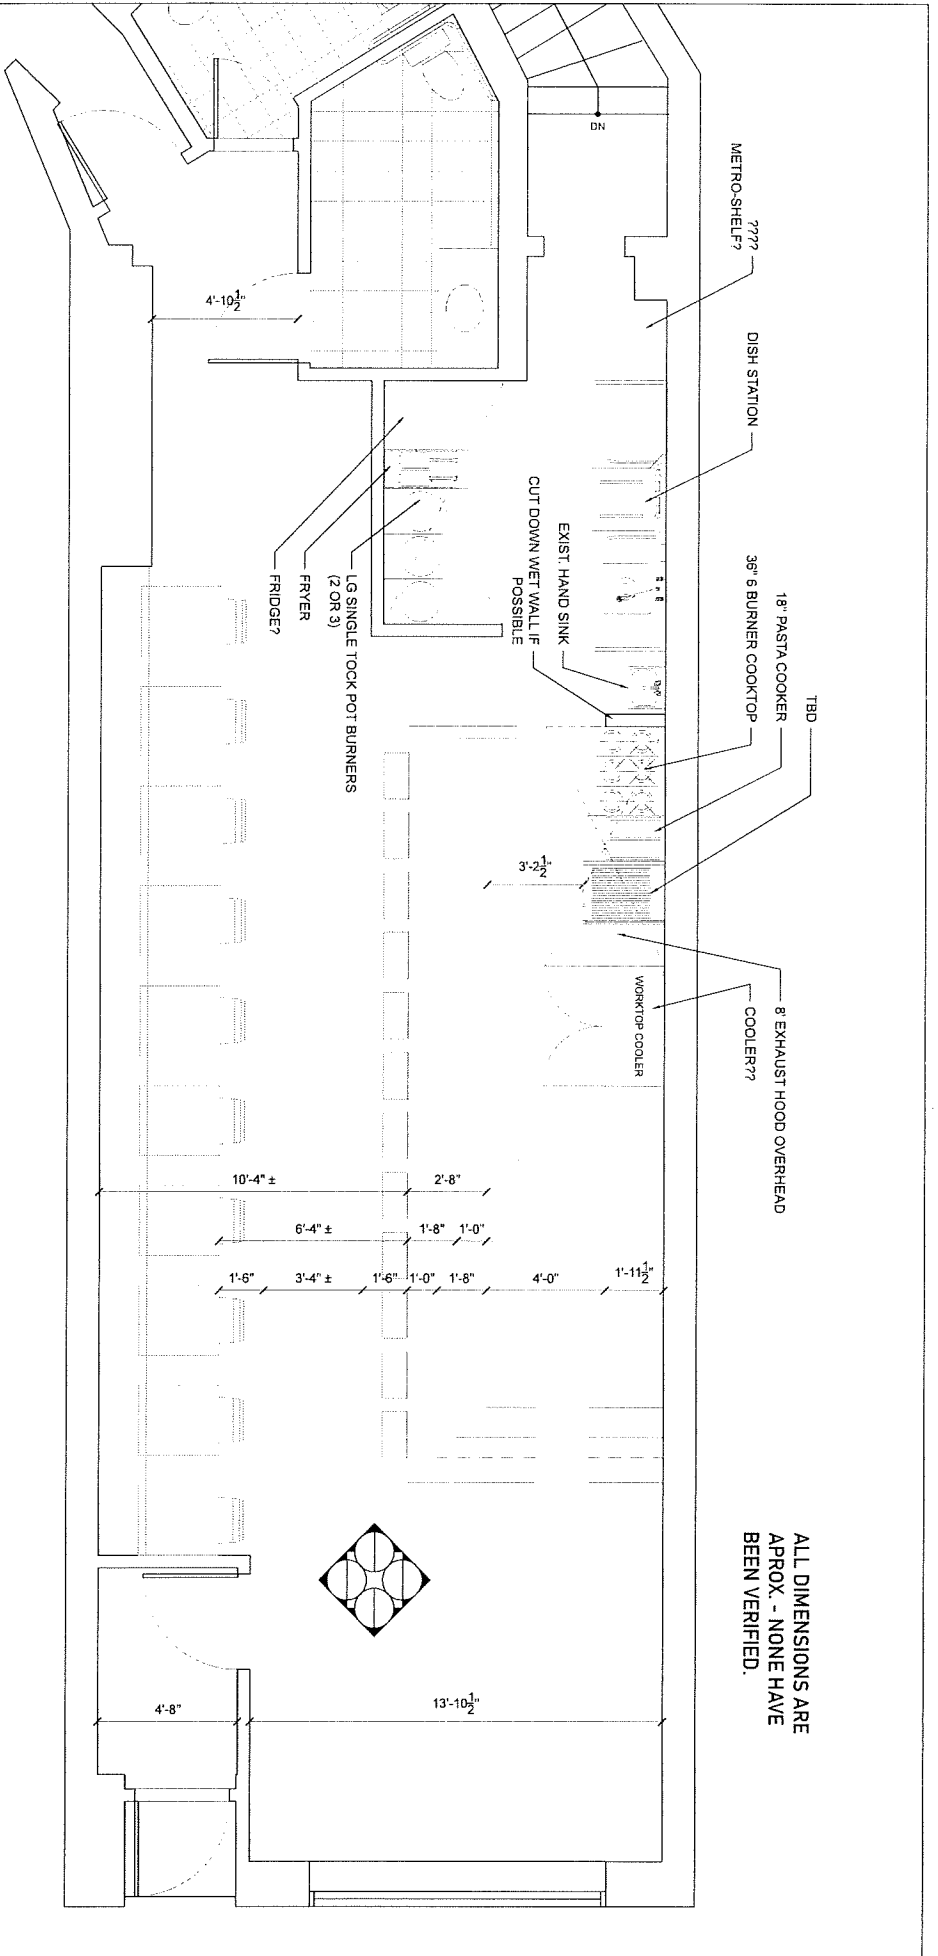 ALL DIMENSIONS ARE
APROX. - NONE HAVE
BEEN VERIFIED.
TBD
18" PASTA COOKER
36" 6 BURNER COOKTOP
8' EXHAUST HOOD OVERHEAD
COOLER??
DISH STATION
????
METRO-SHELF?
DN
EXIST. HAND SINK
CUT DOWN WET WALL IF
POSSIBLE
WORKTOP COOLER
LG SINGLE TOCK POT BURNERS
(2 OR 3)
FRYER
FRIDGE?
4'-10½"
3'-2½"
10'-4" ±
2'-8"
6'-4" ±
1'-8"
1'-0"
1'-6"
3'-4" ±
1'-6"
1'-0"
1'-8"
4'-0"
1'-11½"
4'-8"
13'-10½"